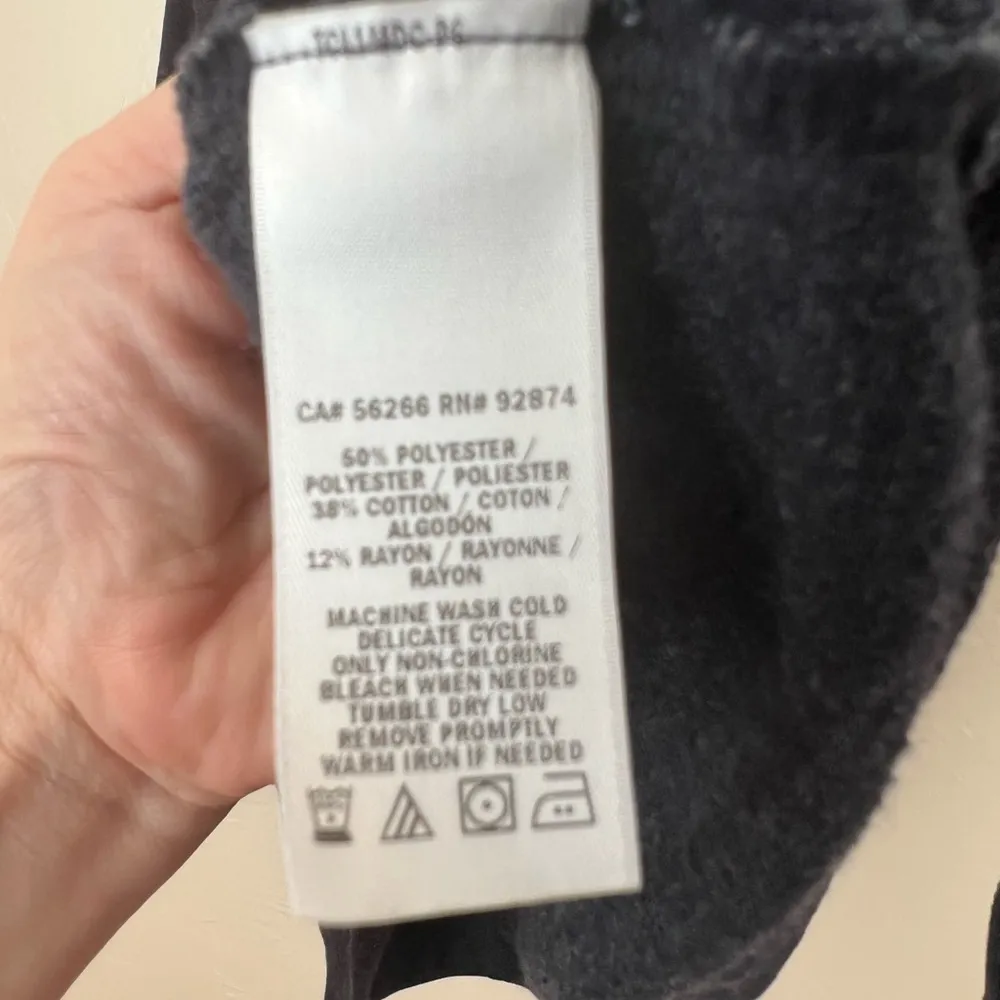 CA# 56266 RN# 92874
50% POLYESTER /
POLYESTER / POLIESTER
38% COTTON / COTON /
ALGODÓN
12% RAYON / RAYONNE /
RAYON
MACHINE WASH COLD
DELICATE CYCLE
ONLY NON-CHLORINE
BLEACH WHEN NEEDED
TUMBLE DRY LOW
REMOVE PROMPTLY
WARM IRON IF NEEDED